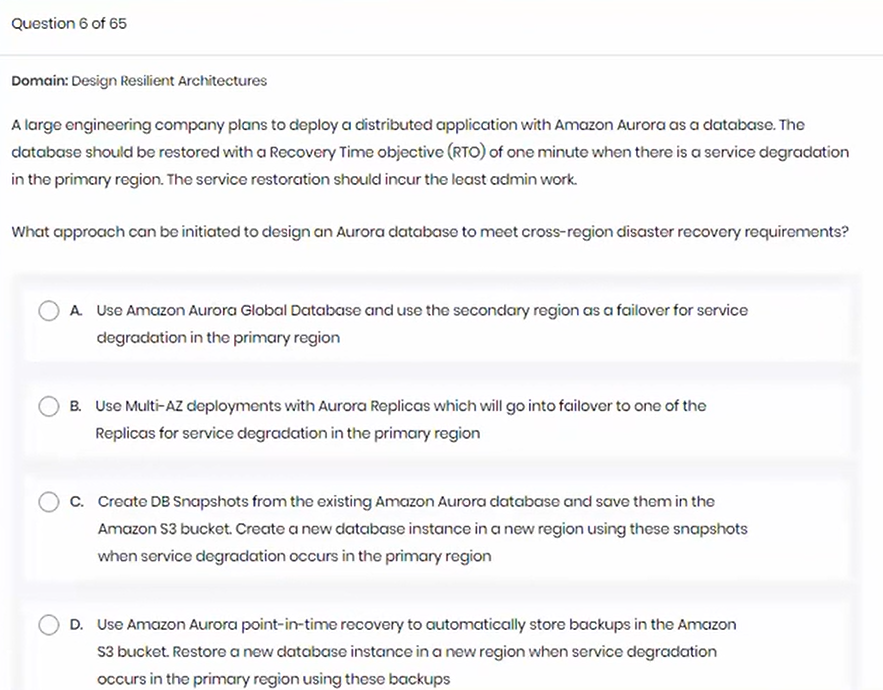 Question 6 of 65
Domain: Design Resilient Architectures
A large engineering company plans to deploy a distributed application with Amazon Aurora as a database. The
database should be restored with a Recovery Time objective (RTO) of one minute when there is a service degradation
in the primary region. The service restoration should incur the least admin work.
What approach can be initiated to design an Aurora database to meet cross-region disaster recovery requirements?
A. Use Amazon Aurora Global Database and use the secondary region as a failover for service
degradation in the primary region
B. Use Multi-AZ deployments with Aurora Replicas which will go into failover to one of the
Replicas for service degradation in the primary region
C. Create DB Snapshots from the existing Amazon Aurora database and save them in the
Amazon S3 bucket. Create a new database instance in a new region using these snapshots
when service degradation occurs in the primary region
D. Use Amazon Aurora point-in-time recovery to automatically store backups in the Amazon
S3 bucket. Restore a new database instance in a new region when service degradation
occurs in the primary region using these backups